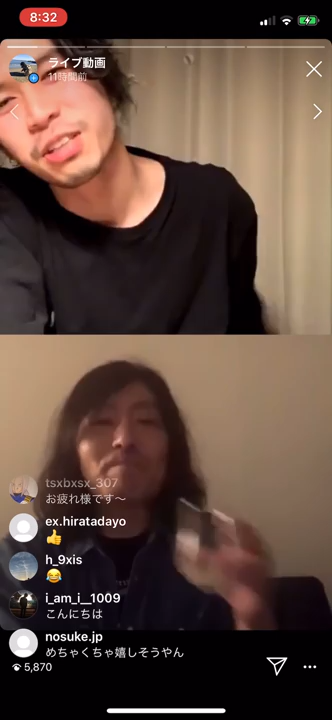 8:32
ライブ動画
11時間前
tsxbxsx_307
お疲れ様です〜
ex.hiratadayo
👍
h_9xis
😂
i_am_i__1009
こんにちは
nosuke.jp
めちゃくちゃ嬉しそうやん
5,870